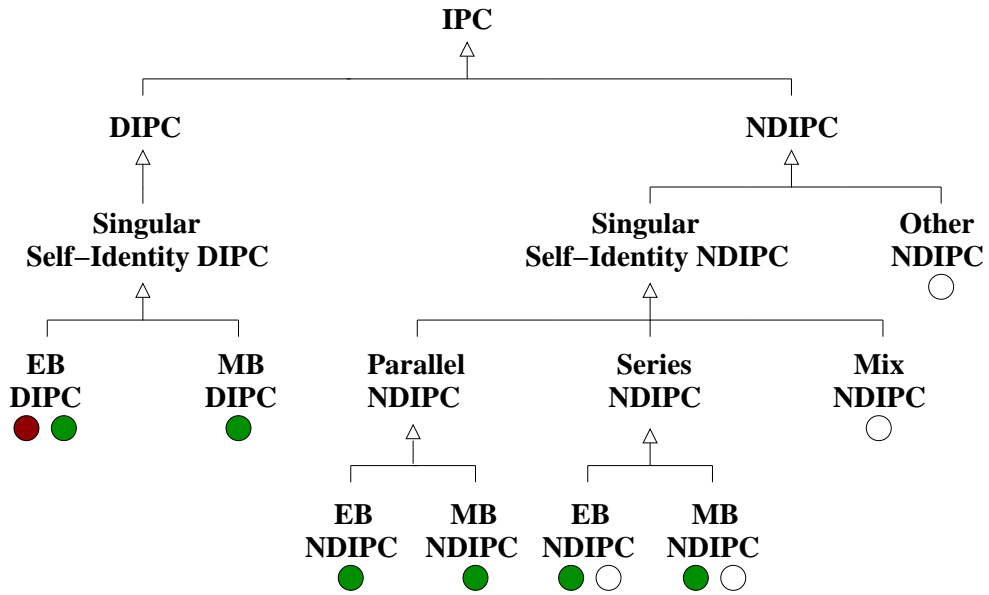 IPC
DIPC
NDIPC
Singular
Self−Identity DIPC
Singular
Self−Identity NDIPC
Other
NDIPC
EB
DIPC
MB
DIPC
Parallel
NDIPC
Series
NDIPC
Mix
NDIPC
EB
NDIPC
MB
NDIPC
EB
NDIPC
MB
NDIPC